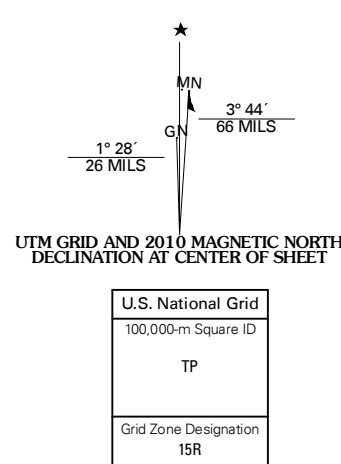 MN
3° 44´
66 MILS
GN
1° 28´
26 MILS
UTM GRID AND 2010 MAGNETIC NORTH
DECLINATION AT CENTER OF SHEET
U.S. National Grid
100,000-m Square ID
TP
Grid Zone Designation
15R